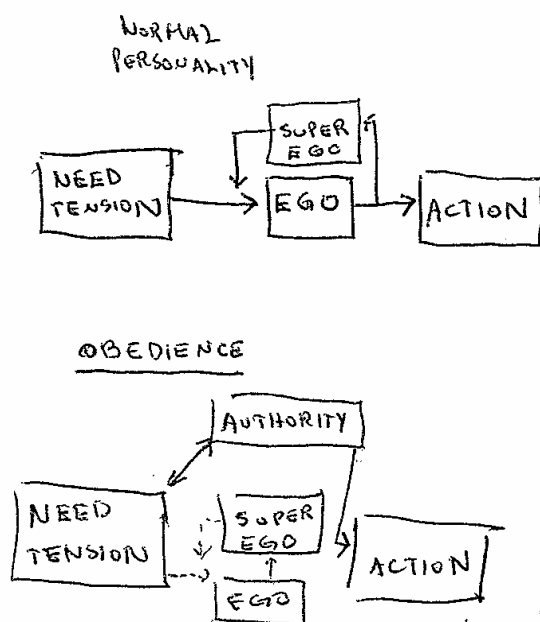 NORMAL
PERSONALITY
SUPER
EGO
NEED
TENSION
EGO
ACTION
OBEDIENCE
AUTHORITY
NEED
TENSION
SUPER
EGO
EGO
ACTION